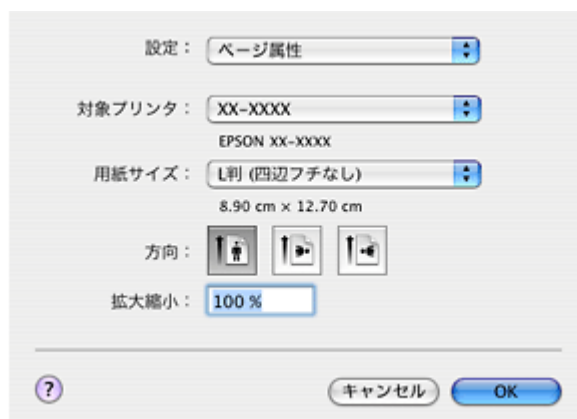 設定： ページ属性
対象プリンタ： XX-XXXX
EPSON XX-XXXX
用紙サイズ： L判 (四辺フチなし)
8.90 cm × 12.70 cm
方向：
拡大縮小： 100 %
? キャンセル OK